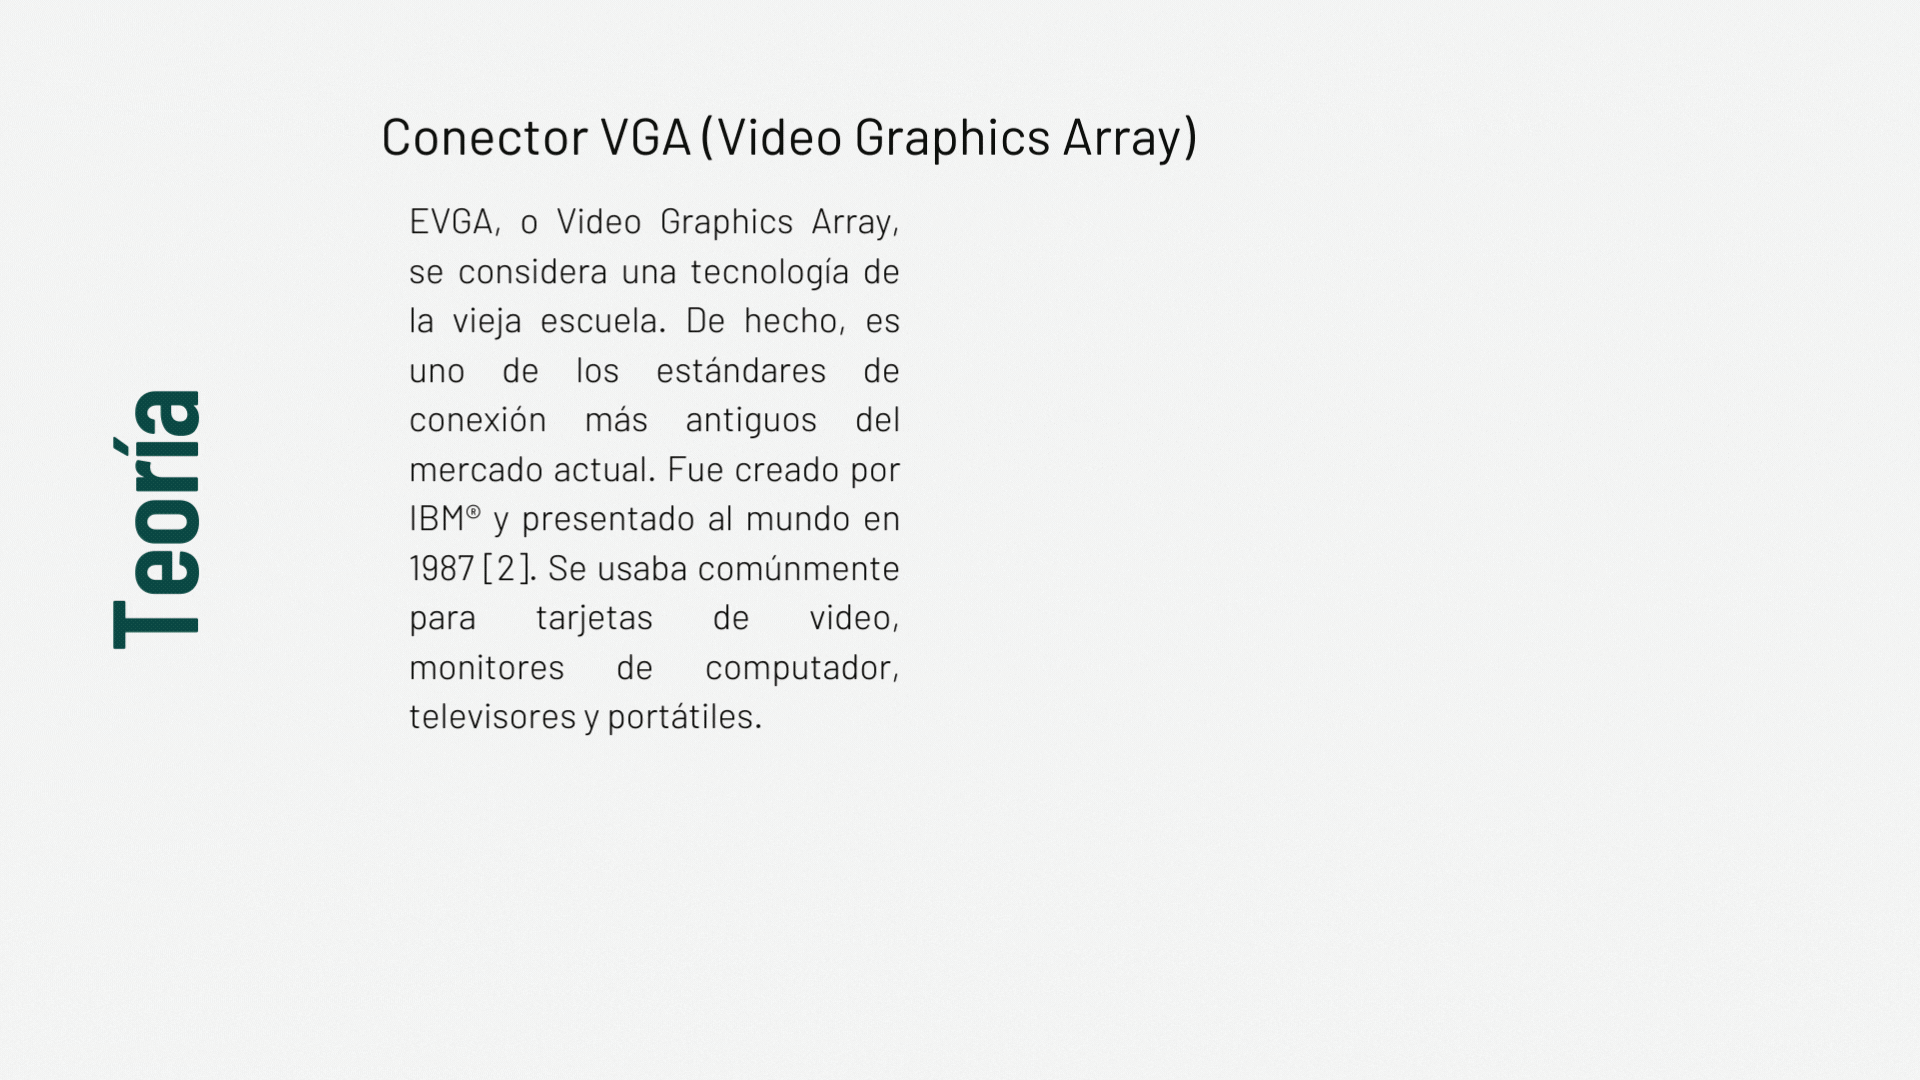 Conector VGA (Video Graphics Array)
EVGA, o Video Graphics Array,
se considera una tecnología de
la vieja escuela. De hecho, es
uno de los estándares de
conexión más antiguos del
mercado actual. Fue creado por
IBM® y presentado al mundo en
1987 [2]. Se usaba comúnmente
para tarjetas de video,
monitores de computador,
televisores y portátiles.
Teoría